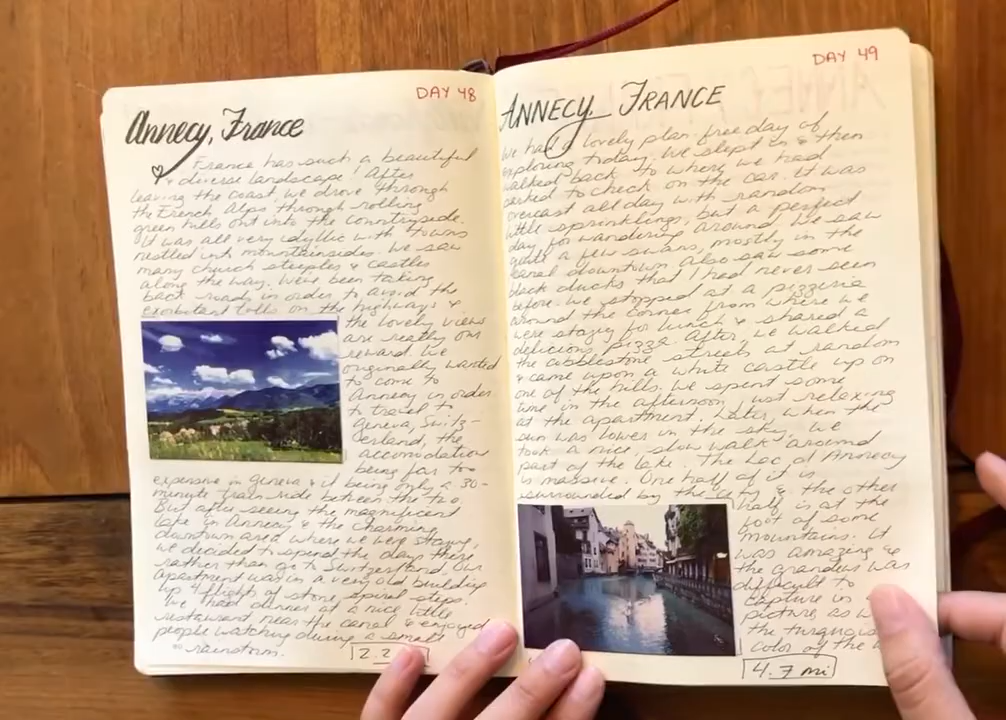 DAY 48
Annecy, France
France has such a beautiful
& diverse landscape! After
leaving the coast, we drove through
the French Alps through rolling
green hills out into the countryside.
It was all very idyllic with towns
nestled into mountainsides. We saw
many church steeples & castles
along the way. We've been taking
back roads in order to avoid the
exorbitant tolls on the highways &
the lovely views
are really our
reward. We
originally wanted
to come to
Annecy in order
to travel to
Geneva, Switz-
erland, the
accomodation
being far too
expensive in Geneva & it being only a 30-
minute train ride between the two.
But after seeing the magnificent
lake in Annecy & the charming
downtown area where we were staying,
we decided to spend the days there
rather than go to Switzerland. Our
apartment was in a very old building
up flights of stone spiral steps.
We had dinner at a nice little
restaurant near the canal & enjoyed
people watching during a small
rainstorm.
2.2
DAY 49
ANNECY, FRANCE
We had a lovely plan-free day of
exploring today. We slept in & then
walked back to where we had
parked to check on the car. It was
overcast all day with random
little sprinklings, but a perfect
day for wandering around. We saw
quite a few swans, mostly in the
canal downtown. Also saw some
black ducks that I had never seen
before. We stopped at a pizzeria
around the corner from where we
were staying for lunch & shared a
delicious pizza. After, we walked
the cobblestone streets at random
& came upon a white castle up on
one of the hills. We spent some
time in the afternoon just relaxing
at the apartment. Later, when the
sun was lower in the sky, we
took a nice, slow walk around
part of the lake. The Lac d'Annecy
is massive. One half of it is
surrounded by the city & the other
half is at the
foot of some
mountains. It
was amazing &
the grandeur was
difficult to
capture in
picture as w
the turquoise
color of the w
4.7 mi